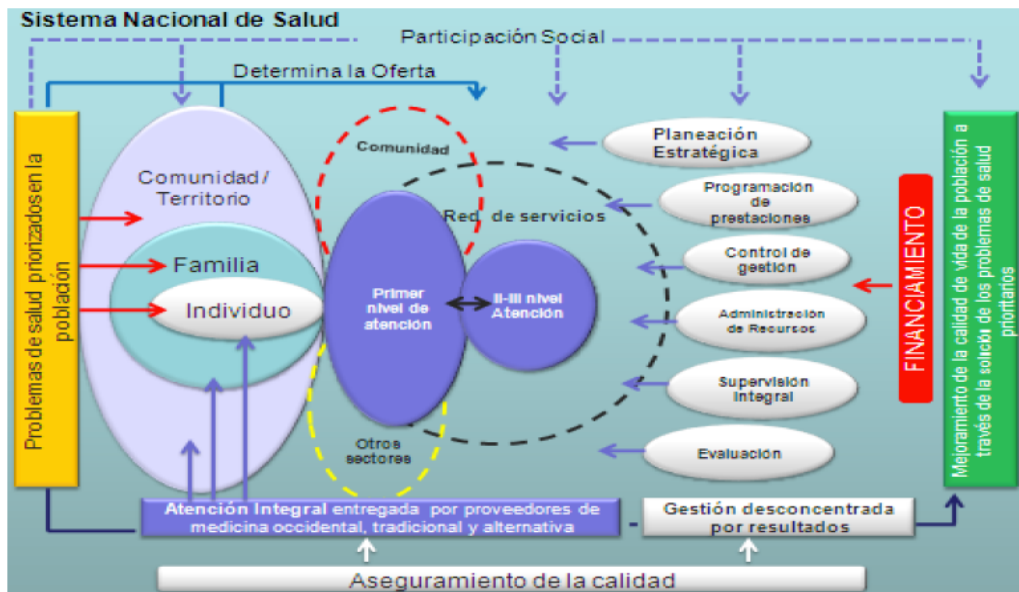 Sistema Nacional de Salud
Participación Social
Determina la Oferta
Problemas de salud priorizados en la
población
Comunidad /
Territorio
Familia
Individuo
Comunidad
Red de servicios
Primer
nivel de
atención
II-III nivel
Atención
Otros
sectores
Planeación
Estratégica
Programación
de
prestaciones
Control de
gestión
Administración
de Recursos
Supervisión
Integral
Evaluación
FINANCIAMIENTO
Mejoramiento de la calidad de vida de la población a
través de la solución de los problemas de salud
prioritarios
Atención Integral entregada por proveedores de
medicina occidental, tradicional y alternativa
Gestión desconcentrada
por resultados
Aseguramiento de la calidad